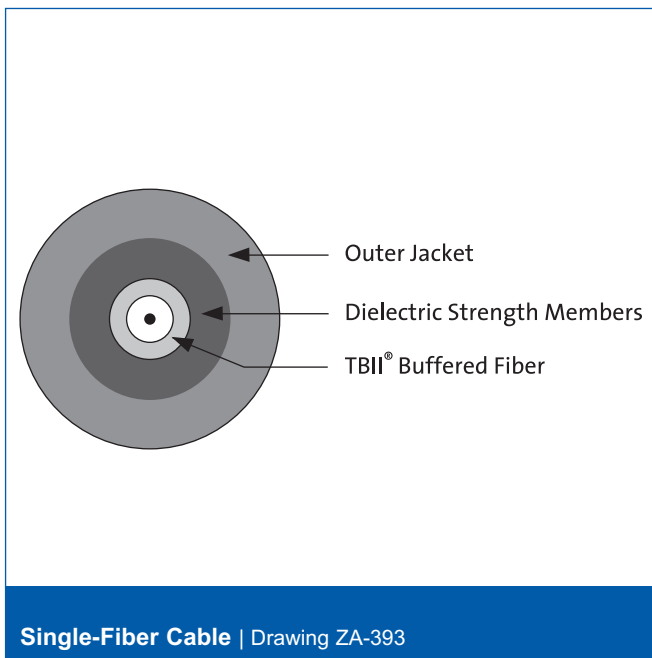 Outer Jacket
Dielectric Strength Members
TBII® Buffered Fiber
Single-Fiber Cable | Drawing ZA-393